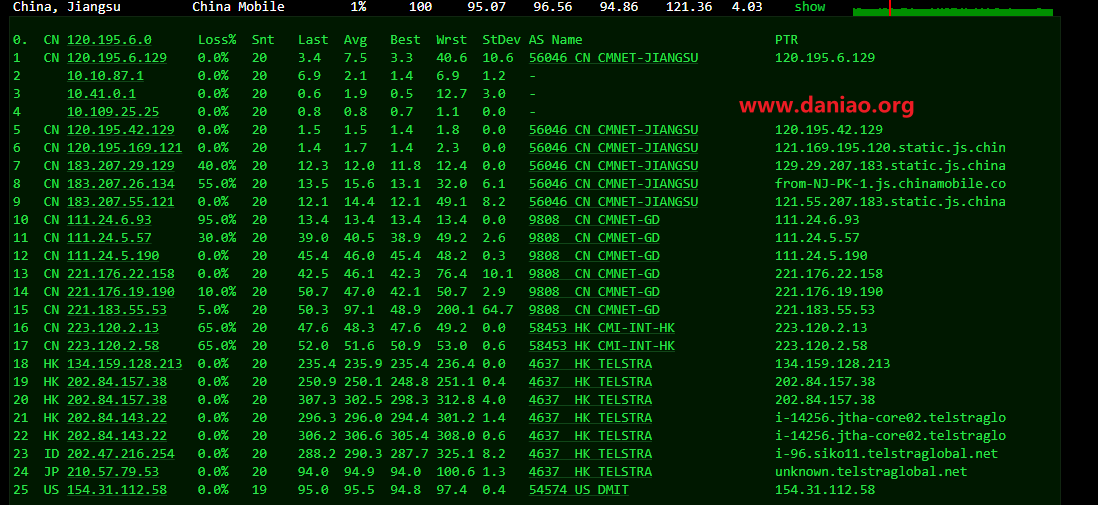 China, Jiangsu China Mobile 1% 100 95.07 96.56 94.86 121.36 4.03 show
0. CN 120.195.6.0 Loss% Snt Last Avg Best Wrst StDev AS Name PTR
1 CN 120.195.6.129 0.0% 20 3.4 7.5 3.3 40.6 10.6 56046 CN CMNET-JIANGSU 120.195.6.129
2 10.10.87.1 0.0% 20 6.9 2.1 1.4 6.9 1.2 -
3 10.41.0.1 0.0% 20 0.6 1.9 0.5 12.7 3.0 -
www.daniao.org
4 10.109.25.25 0.0% 20 0.8 0.8 0.7 1.1 0.0 -
5 CN 120.195.42.129 0.0% 20 1.5 1.5 1.4 1.8 0.0 56046 CN CMNET-JIANGSU 120.195.42.129
6 CN 120.195.169.121 0.0% 20 1.4 1.7 1.4 2.3 0.0 56046 CN CMNET-JIANGSU 121.169.195.120.static.js.chin
7 CN 183.207.29.129 40.0% 20 12.3 12.0 11.8 12.4 0.0 56046 CN CMNET-JIANGSU 129.29.207.183.static.js.china
8 CN 183.207.26.134 55.0% 20 13.5 15.6 13.1 32.0 6.1 56046 CN CMNET-JIANGSU from-NJ-PK-1.js.chinamobile.co
9 CN 183.207.55.121 0.0% 20 12.1 14.4 12.1 49.1 8.2 56046 CN CMNET-JIANGSU 121.55.207.183.static.js.china
10 CN 111.24.6.93 95.0% 20 13.4 13.4 13.4 13.4 0.0 9808 CN CMNET-GD 111.24.6.93
11 CN 111.24.5.57 30.0% 20 39.0 40.5 38.9 49.2 2.6 9808 CN CMNET-GD 111.24.5.57
12 CN 111.24.5.190 0.0% 20 45.4 46.0 45.4 48.2 0.3 9808 CN CMNET-GD 111.24.5.190
13 CN 221.176.22.158 0.0% 20 42.5 46.1 42.3 76.4 10.1 9808 CN CMNET-GD 221.176.22.158
14 CN 221.176.19.190 10.0% 20 50.7 47.0 42.1 50.7 2.9 9808 CN CMNET-GD 221.176.19.190
15 CN 221.183.55.53 5.0% 20 50.3 97.1 48.9 200.1 64.7 9808 CN CMNET-GD 221.183.55.53
16 CN 223.120.2.13 65.0% 20 47.6 48.3 47.6 49.2 0.0 58453 HK CMI-INT-HK 223.120.2.13
17 CN 223.120.2.58 65.0% 20 52.0 51.6 50.9 53.0 0.6 58453 HK CMI-INT-HK 223.120.2.58
18 HK 134.159.128.213 0.0% 20 235.4 235.9 235.4 236.4 0.0 4637 HK TELSTRA 134.159.128.213
19 HK 202.84.157.38 0.0% 20 250.9 250.1 248.8 251.1 0.4 4637 HK TELSTRA 202.84.157.38
20 HK 202.84.157.38 0.0% 20 307.3 302.5 298.3 312.8 4.0 4637 HK TELSTRA 202.84.157.38
21 HK 202.84.143.22 0.0% 20 296.3 296.0 294.4 301.2 1.4 4637 HK TELSTRA i-14256.jtha-core02.telstraglo
22 HK 202.84.143.22 0.0% 20 306.2 306.6 305.4 308.0 0.6 4637 HK TELSTRA i-14256.jtha-core02.telstraglo
23 ID 202.47.216.254 0.0% 20 288.2 290.3 287.7 325.1 8.2 4637 HK TELSTRA i-96.siko11.telstraglobal.net
24 JP 210.57.79.53 0.0% 20 94.0 94.9 94.0 100.6 1.3 4637 HK TELSTRA unknown.telstraglobal.net
25 US 154.31.112.58 0.0% 19 95.0 95.5 94.8 97.4 0.4 54574 US DMIT 154.31.112.58